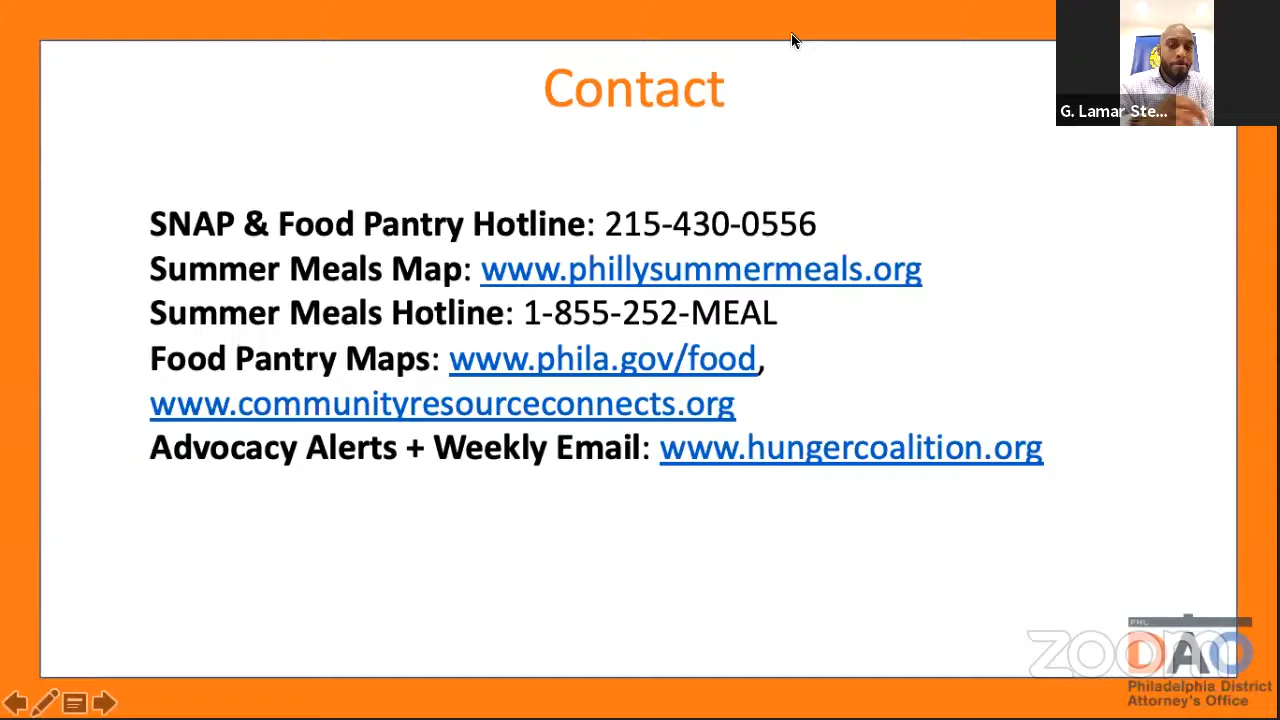 Contact
G. Lamar Ste...
SNAP & Food Pantry Hotline: 215-430-0556
Summer Meals Map: www.phillysummermeals.org
Summer Meals Hotline: 1-855-252-MEAL
Food Pantry Maps: www.phila.gov/food,
www.communityresourceconnects.org
Advocacy Alerts + Weekly Email: www.hungercoalition.org
zoom
PHL
DAO
Philadelphia District
Attorney's Office